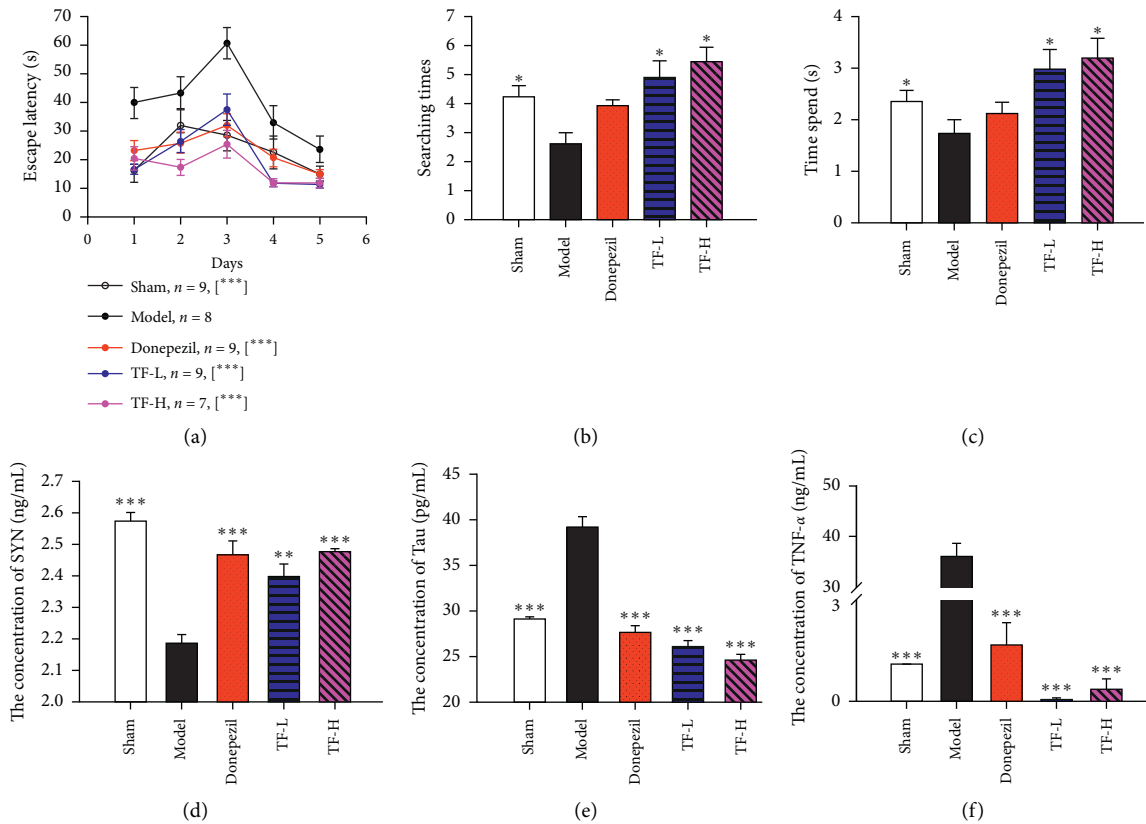 Escape latency (s)
70
60
50
40
30
20
10
0
0 1 2 3 4 5 6
Days
Sham, n = 9, [***]
Model, n = 8
Donepezil, n = 9, [***]
TF-L, n = 9, [***]
TF-H, n = 7, [***]
(a)
Searching times
7
6
5
4
3
2
1
0
* * *
Sham Model Donepezil TF-L TF-H
(b)
Time spend (s)
4
3
2
1
0
* * *
Sham Model Donepezil TF-L TF-H
(c)
The concentration of SYN (ng/mL)
2.7
2.6
2.5
2.4
2.3
2.2
2.1
2.0
*** *** ** ***
Sham Model Donepezil TF-L TF-H
(d)
The concentration of Tau (pg/mL)
45
40
35
30
25
20
*** *** *** ***
Sham Model Donepezil TF-L TF-H
(e)
The concentration of TNF-α (ng/mL)
50
40
30
3
0
*** *** *** ***
Sham Model Donepezil TF-L TF-H
(f)